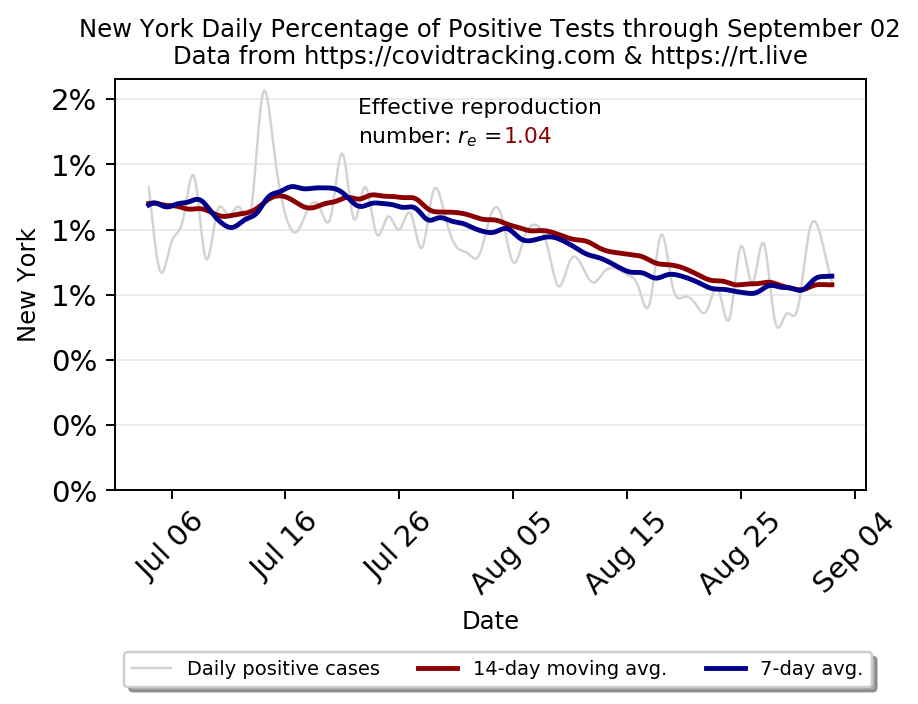 New York Daily Percentage of Positive Tests through September 02
Data from https://covidtracking.com & https://rt.live
Effective reproduction
number: rₑ =1.04
2%
1%
1%
1%
0%
0%
0%
New York
Jul 06
Jul 16
Jul 26
Aug 05
Aug 15
Aug 25
Sep 04
Date
Daily positive cases
14-day moving avg.
7-day avg.